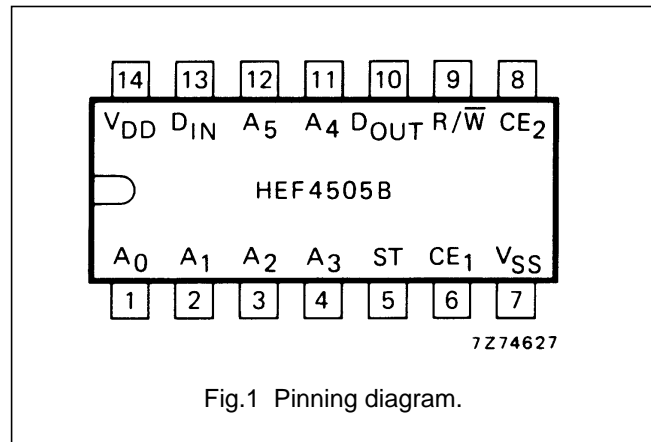 14 13 12 11 10 9 8
VDD DIN A5 A4 DOUT R/W̅ CE2
HEF4505B
A0 A1 A2 A3 ST CE1 VSS
1 2 3 4 5 6 7
7Z74627
Fig.1 Pinning diagram.